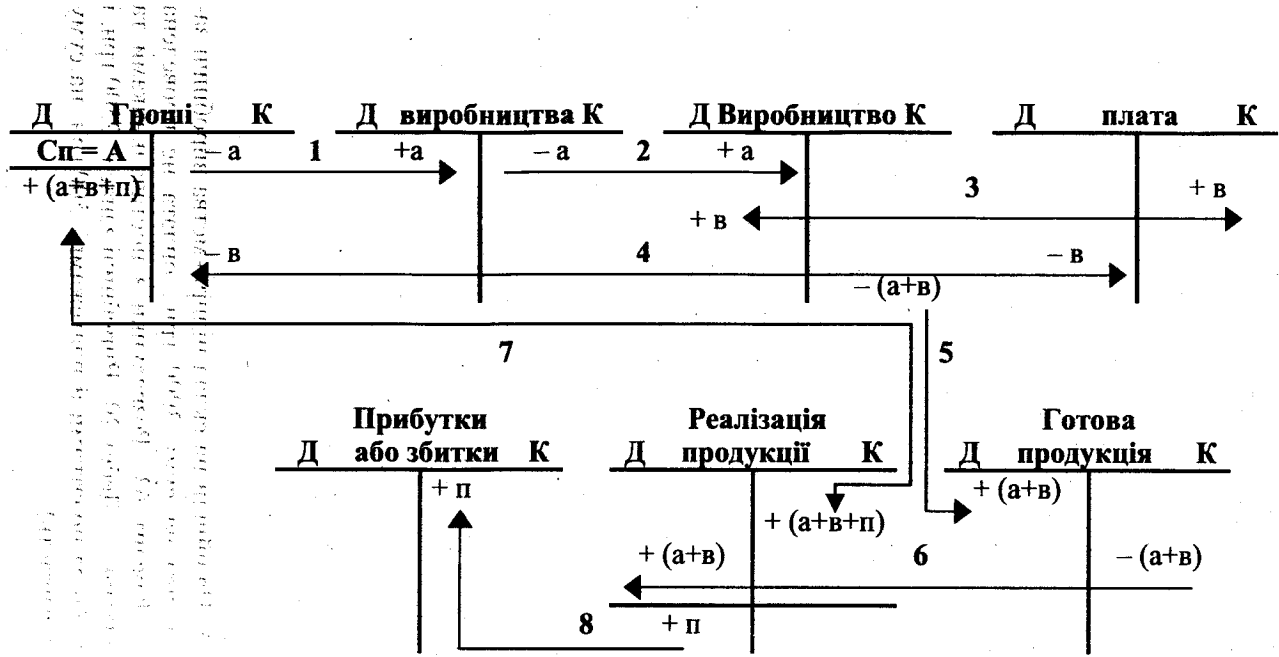 Д Гроші К
Д виробництва К
Д Виробництво К
Д плата К
Сп = А
– а 1 +а
– а 2 + а
+ (а+в+п)
3 + в
+ в
– в 4 – в
– (а+в)
7 5
Прибутки
Д або збитки К
Реалізація
Д продукції К
Готова
Д продукція К
+ п
+ (а+в)
+ (а+в+п)
+ (а+в) 6 – (а+в)
8 + п